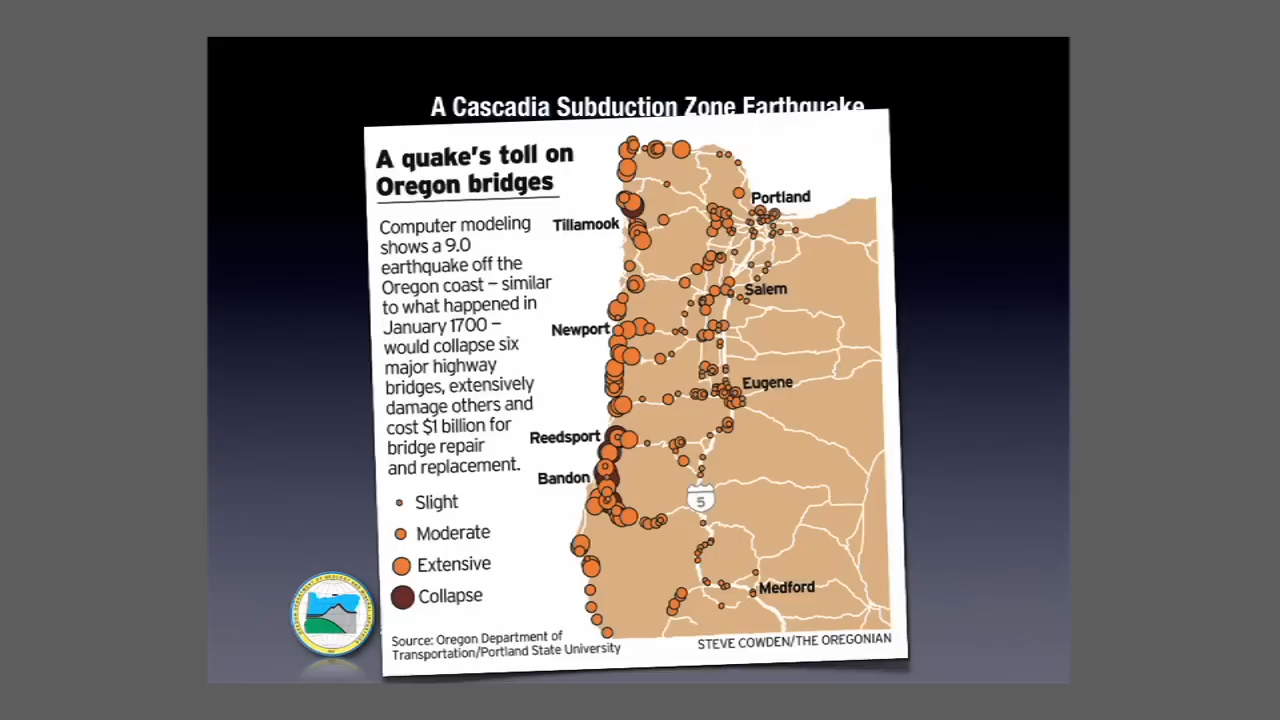 A Cascadia Subduction Zone Earthquake
A quake's toll on
Oregon bridges
Computer modeling
shows a 9.0
earthquake off the
Oregon coast – similar
to what happened in
January 1700 –
would collapse six
major highway
bridges, extensively
damage others and
cost $1 billion for
bridge repair
and replacement.
Slight
Moderate
Extensive
Collapse
Portland
Tillamook
Salem
Newport
Eugene
Reedsport
Bandon
5
Medford
Source: Oregon Department of
Transportation/Portland State University
STEVE COWDEN/THE OREGONIAN